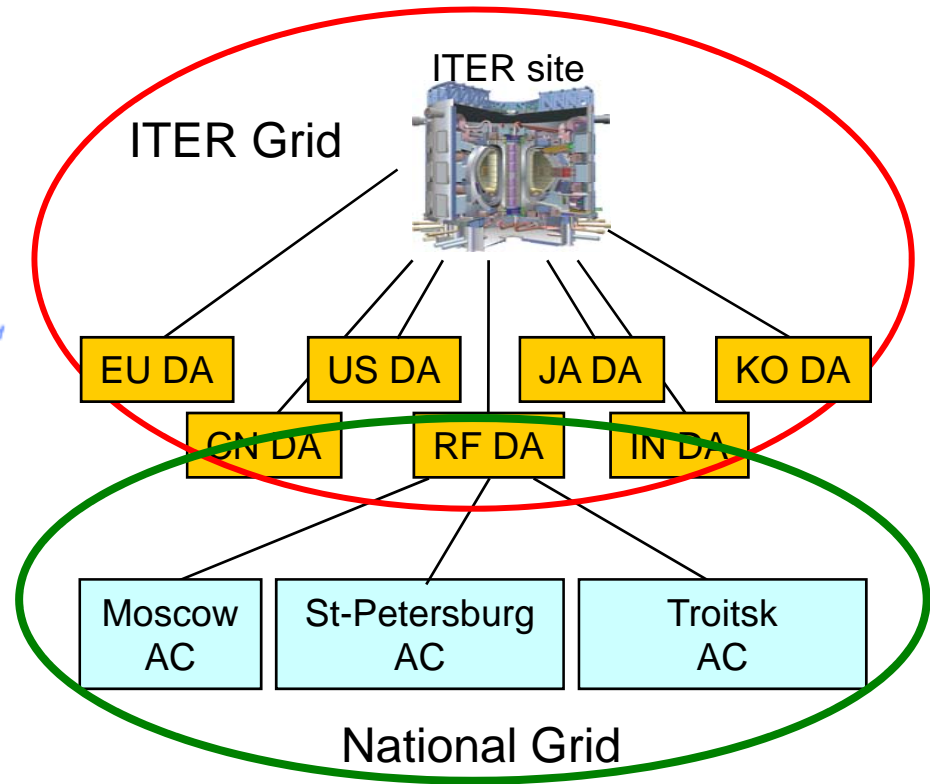 ITER site
ITER Grid
EU DA
US DA
JA DA
KO DA
CN DA
RF DA
IN DA
Moscow
AC
St-Petersburg
AC
Troitsk
AC
National Grid